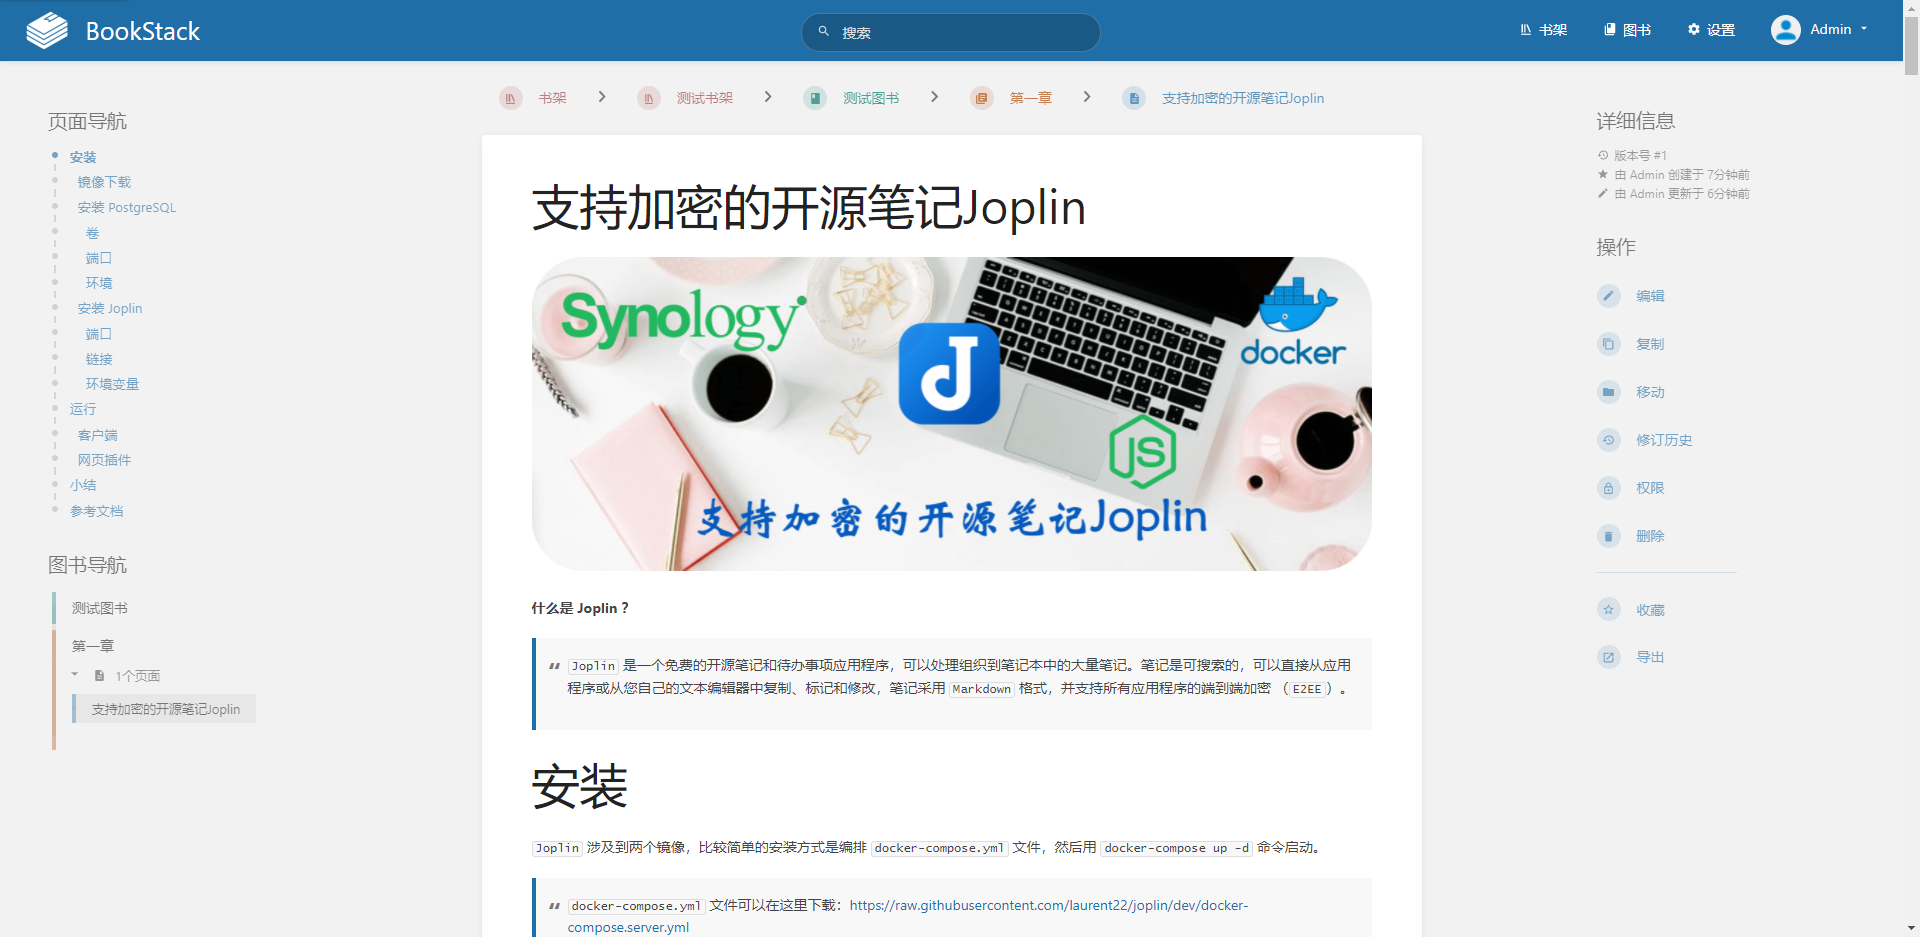 BookStack
搜索
书架
图书
设置
Admin
书架
测试书架
测试图书
第一章
支持加密的开源笔记Joplin
页面导航
安装
镜像下载
安装 PostgreSQL
卷
端口
环境
安装 Joplin
端口
链接
环境变量
运行
客户端
网页插件
小结
参考文档
图书导航
测试图书
第一章
1个页面
支持加密的开源笔记Joplin
支持加密的开源笔记Joplin
Synology
docker
J
JS
支持加密的开源笔记Joplin
什么是 Joplin ?
Joplin 是一个免费的开源笔记和待办事项应用程序，可以处理组织到笔记本中的大量笔记。笔记是可搜索的，可以直接从应用
程序或从您自己的文本编辑器中复制、标记和修改，笔记采用 Markdown 格式，并支持所有应用程序的端到端加密 （E2EE）。
安装
Joplin 涉及到两个镜像，比较简单的安装方式是编排 docker-compose.yml 文件，然后用 docker-compose up -d 命令启动。
docker-compose.yml 文件可以在这里下载：https://raw.githubusercontent.com/laurent22/joplin/dev/docker-
compose.server.yml
详细信息
版本号 #1
由 Admin 创建于 7分钟前
由 Admin 更新于 6分钟前
操作
编辑
复制
移动
修订历史
权限
删除
收藏
导出